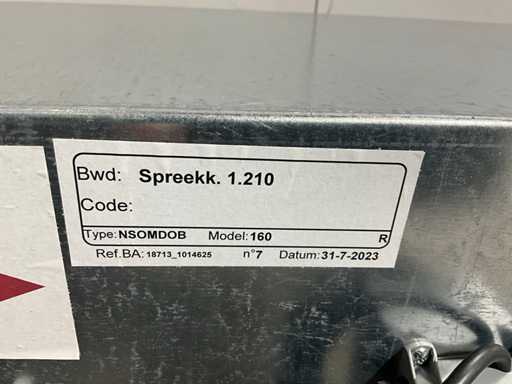 Bwd: Spreekk. 1.210
Code:
Type: NSOMDOB Model: 160 R
Ref.BA: 18713_1014625 n°7 Datum: 31-7-2023